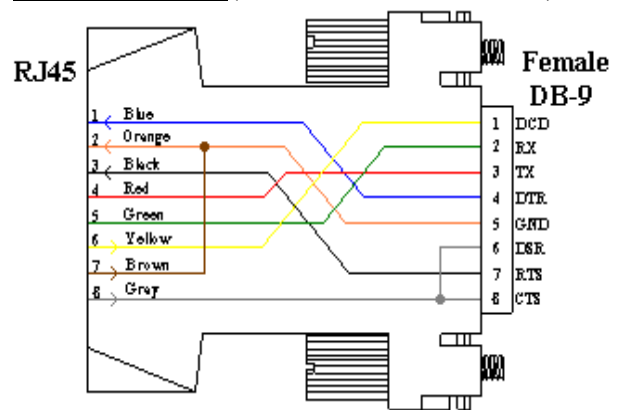 RJ45
Female
DB-9
1 Blue
2 Orange
3 Black
4 Red
5 Green
6 Yellow
7 Brown
8 Gray
1 DCD
2 RX
3 TX
4 DTR
5 GND
6 DSR
7 RTS
8 CTS